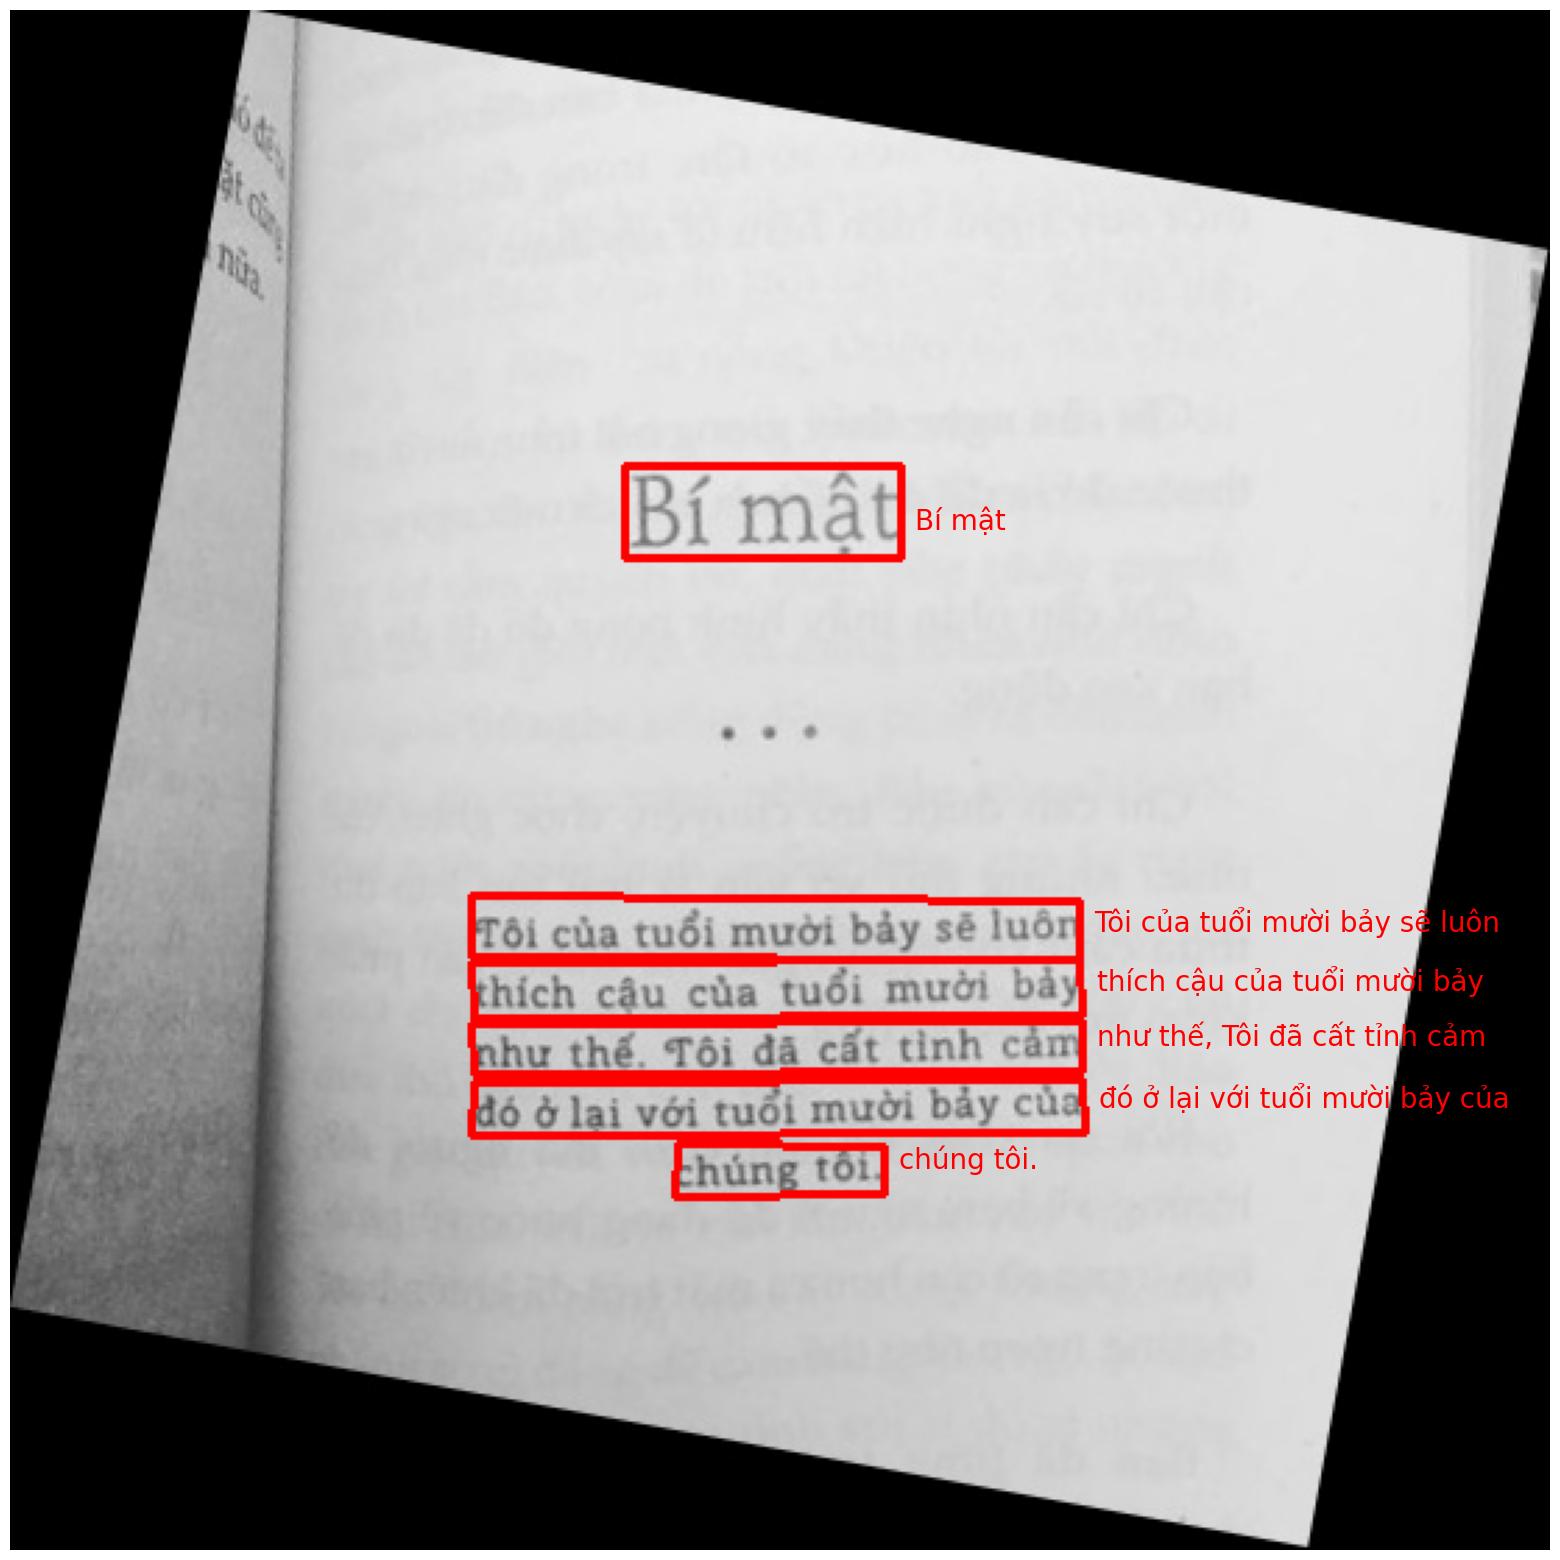 cùng
nữa.
Bí mật
Bí mật
Tôi của tuổi mười bảy sẽ luôn
Tôi của tuổi mười bảy sẽ luôn
thích cậu của tuổi mười bảy
thích cậu của tuổi mười bảy
như thế. Tôi đã cất tình cảm
như thế, Tôi đã cất tỉnh cảm
đó ở lại với tuổi mười bảy của
đó ở lại với tuổi mười bảy của
chúng tôi.
chúng tôi.